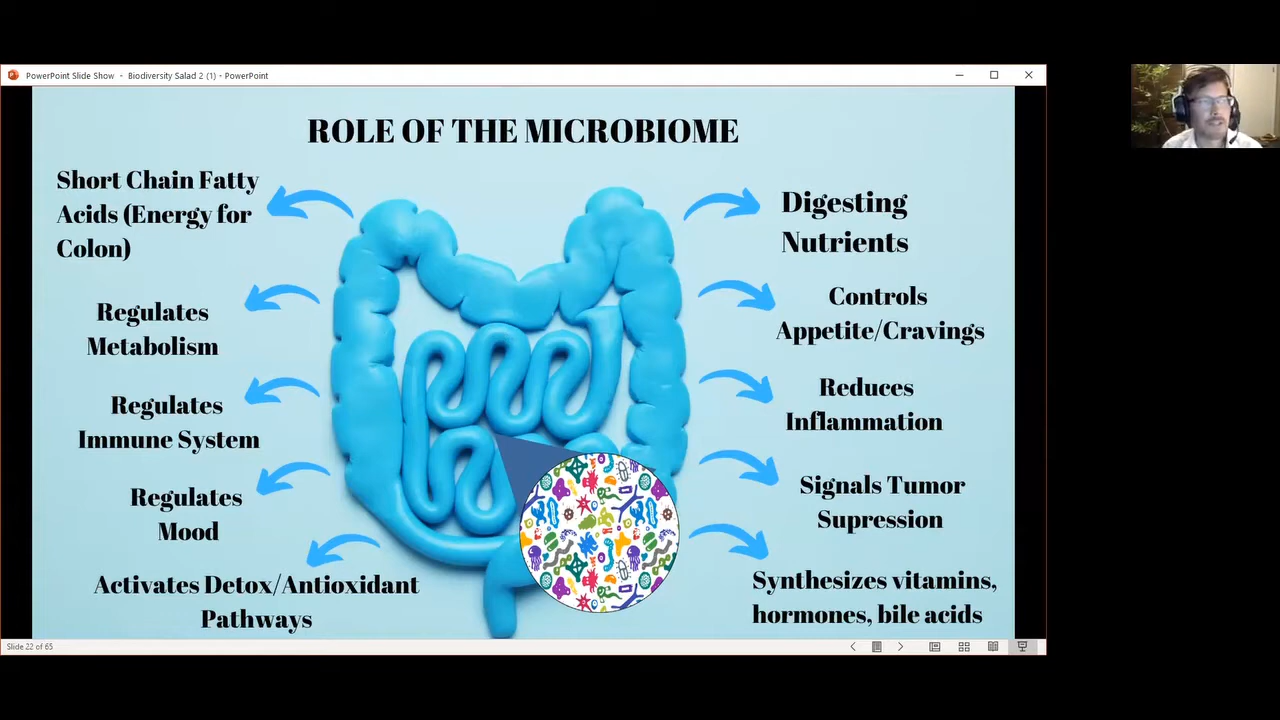 PowerPoint Slide Show - Biodiversity Salad 2 (1) - PowerPoint
ROLE OF THE MICROBIOME
Short Chain Fatty
Acids (Energy for
Colon)
Regulates
Metabolism
Regulates
Immune System
Regulates
Mood
Activates Detox/Antioxidant
Pathways
Digesting
Nutrients
Controls
Appetite/Cravings
Reduces
Inflammation
Signals Tumor
Supression
Synthesizes vitamins,
hormones, bile acids
Slide 22 of 65